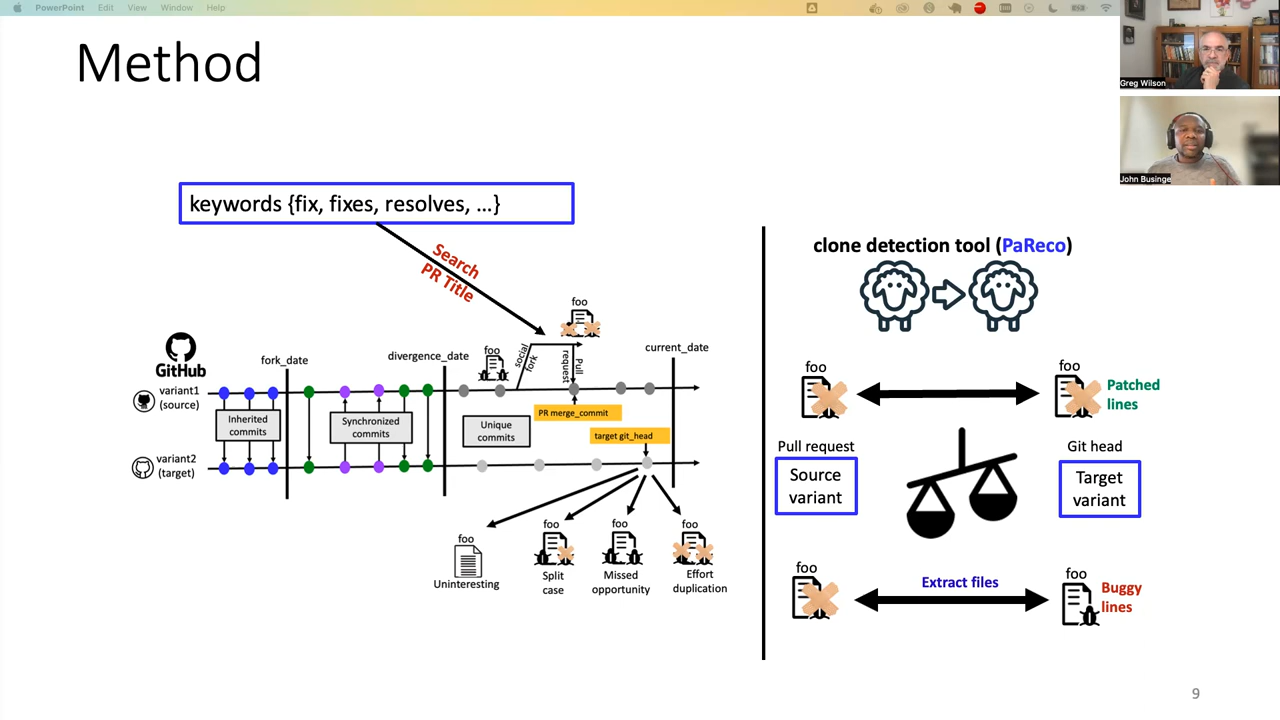 PowerPoint Edit View Window Help
Method
Greg Wilson
John Businge
keywords {fix, fixes, resolves, ...}
Search
PR Title
clone detection tool (PaReco)
foo
GitHub
fork_date
divergence_date
foo
social
fork
Pull
request
current_date
variant1
(source)
Inherited
commits
Synchronized
commits
Unique
commits
PR merge_commit
target git_head
variant2
(target)
foo
Uninteresting
foo
Split
case
foo
Missed
opportunity
foo
Effort
duplication
foo
foo
Patched
lines
Pull request
Source
variant
Git head
Target
variant
foo
Extract files
foo
Buggy
lines
9